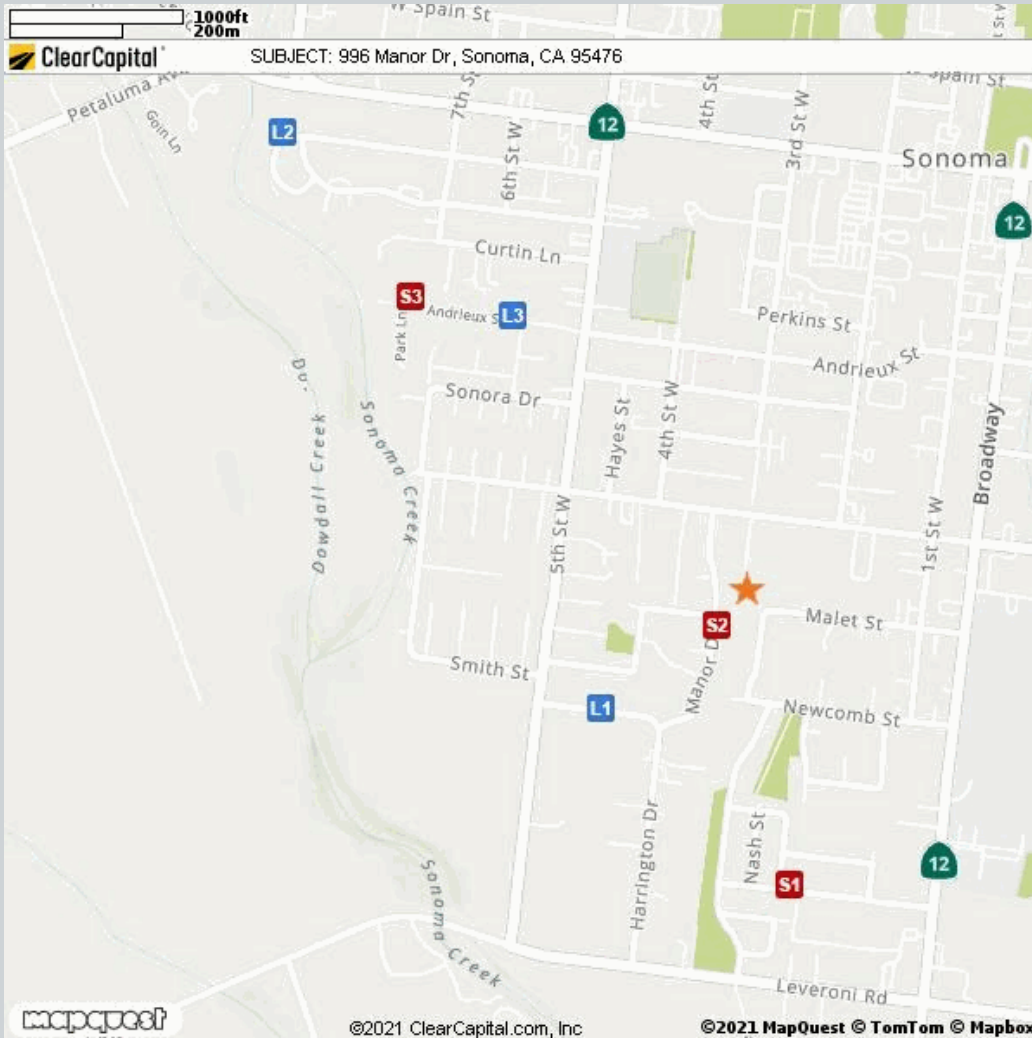 1000ft
200m
W Spain St
St W
ClearCapital
SUBJECT: 996 Manor Dr, Sonoma, CA 95476
Petaluma
Goin Ln
7th St
6th St W
4th St
3rd St W
Spain St
L2
12
Sonoma
12
Curtin Ln
S3
Andrieux S
L3
Park Ln
Perkins St
Andrieux St
Sonora Dr
Hayes St
4th St W
Broadway
Dowdall Creek
Sonoma Creek
5th St W
1st St W
S2
Malet St
Smith St
Manor D
L1
Newcomb St
Harrington Dr
Nash St
12
S1
Sonoma Creek
Leveroni Rd
mapquest
©2021 ClearCapital.com, Inc
©2021 MapQuest © TomTom © Mapbox